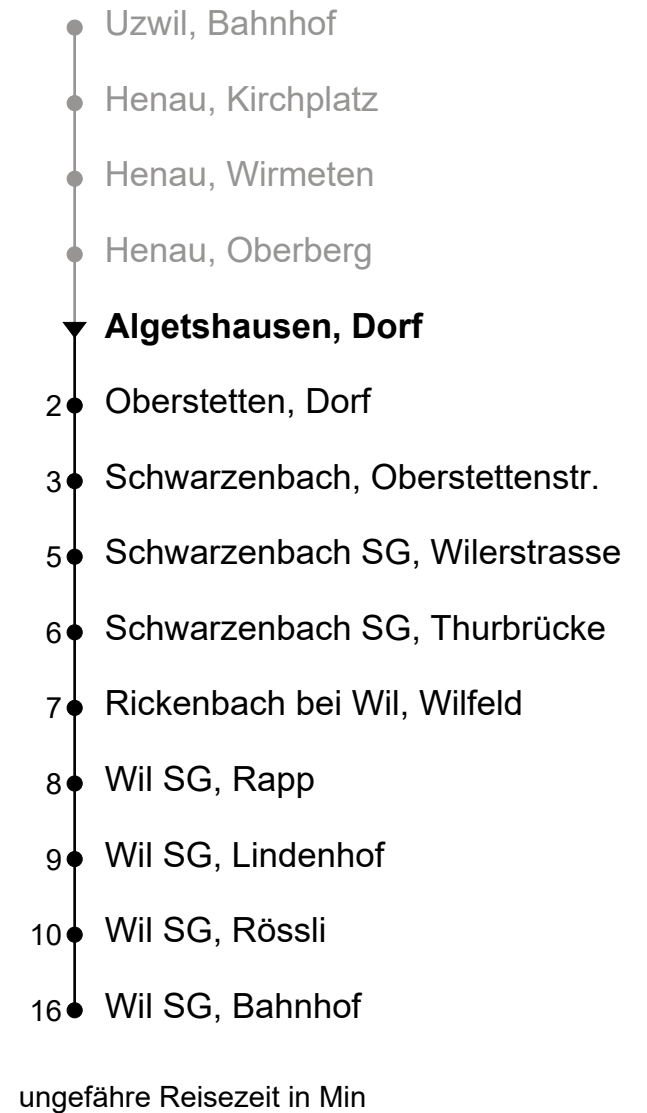 Uzwil, Bahnhof
Henau, Kirchplatz
Henau, Wirmeten
Henau, Oberberg
Algetshausen, Dorf
2 Oberstetten, Dorf
3 Schwarzenbach, Oberstettenstr.
5 Schwarzenbach SG, Wilerstrasse
6 Schwarzenbach SG, Thurbrücke
7 Rickenbach bei Wil, Wilfeld
8 Wil SG, Rapp
9 Wil SG, Lindenhof
10 Wil SG, Rössli
16 Wil SG, Bahnhof
ungefähre Reisezeit in Min